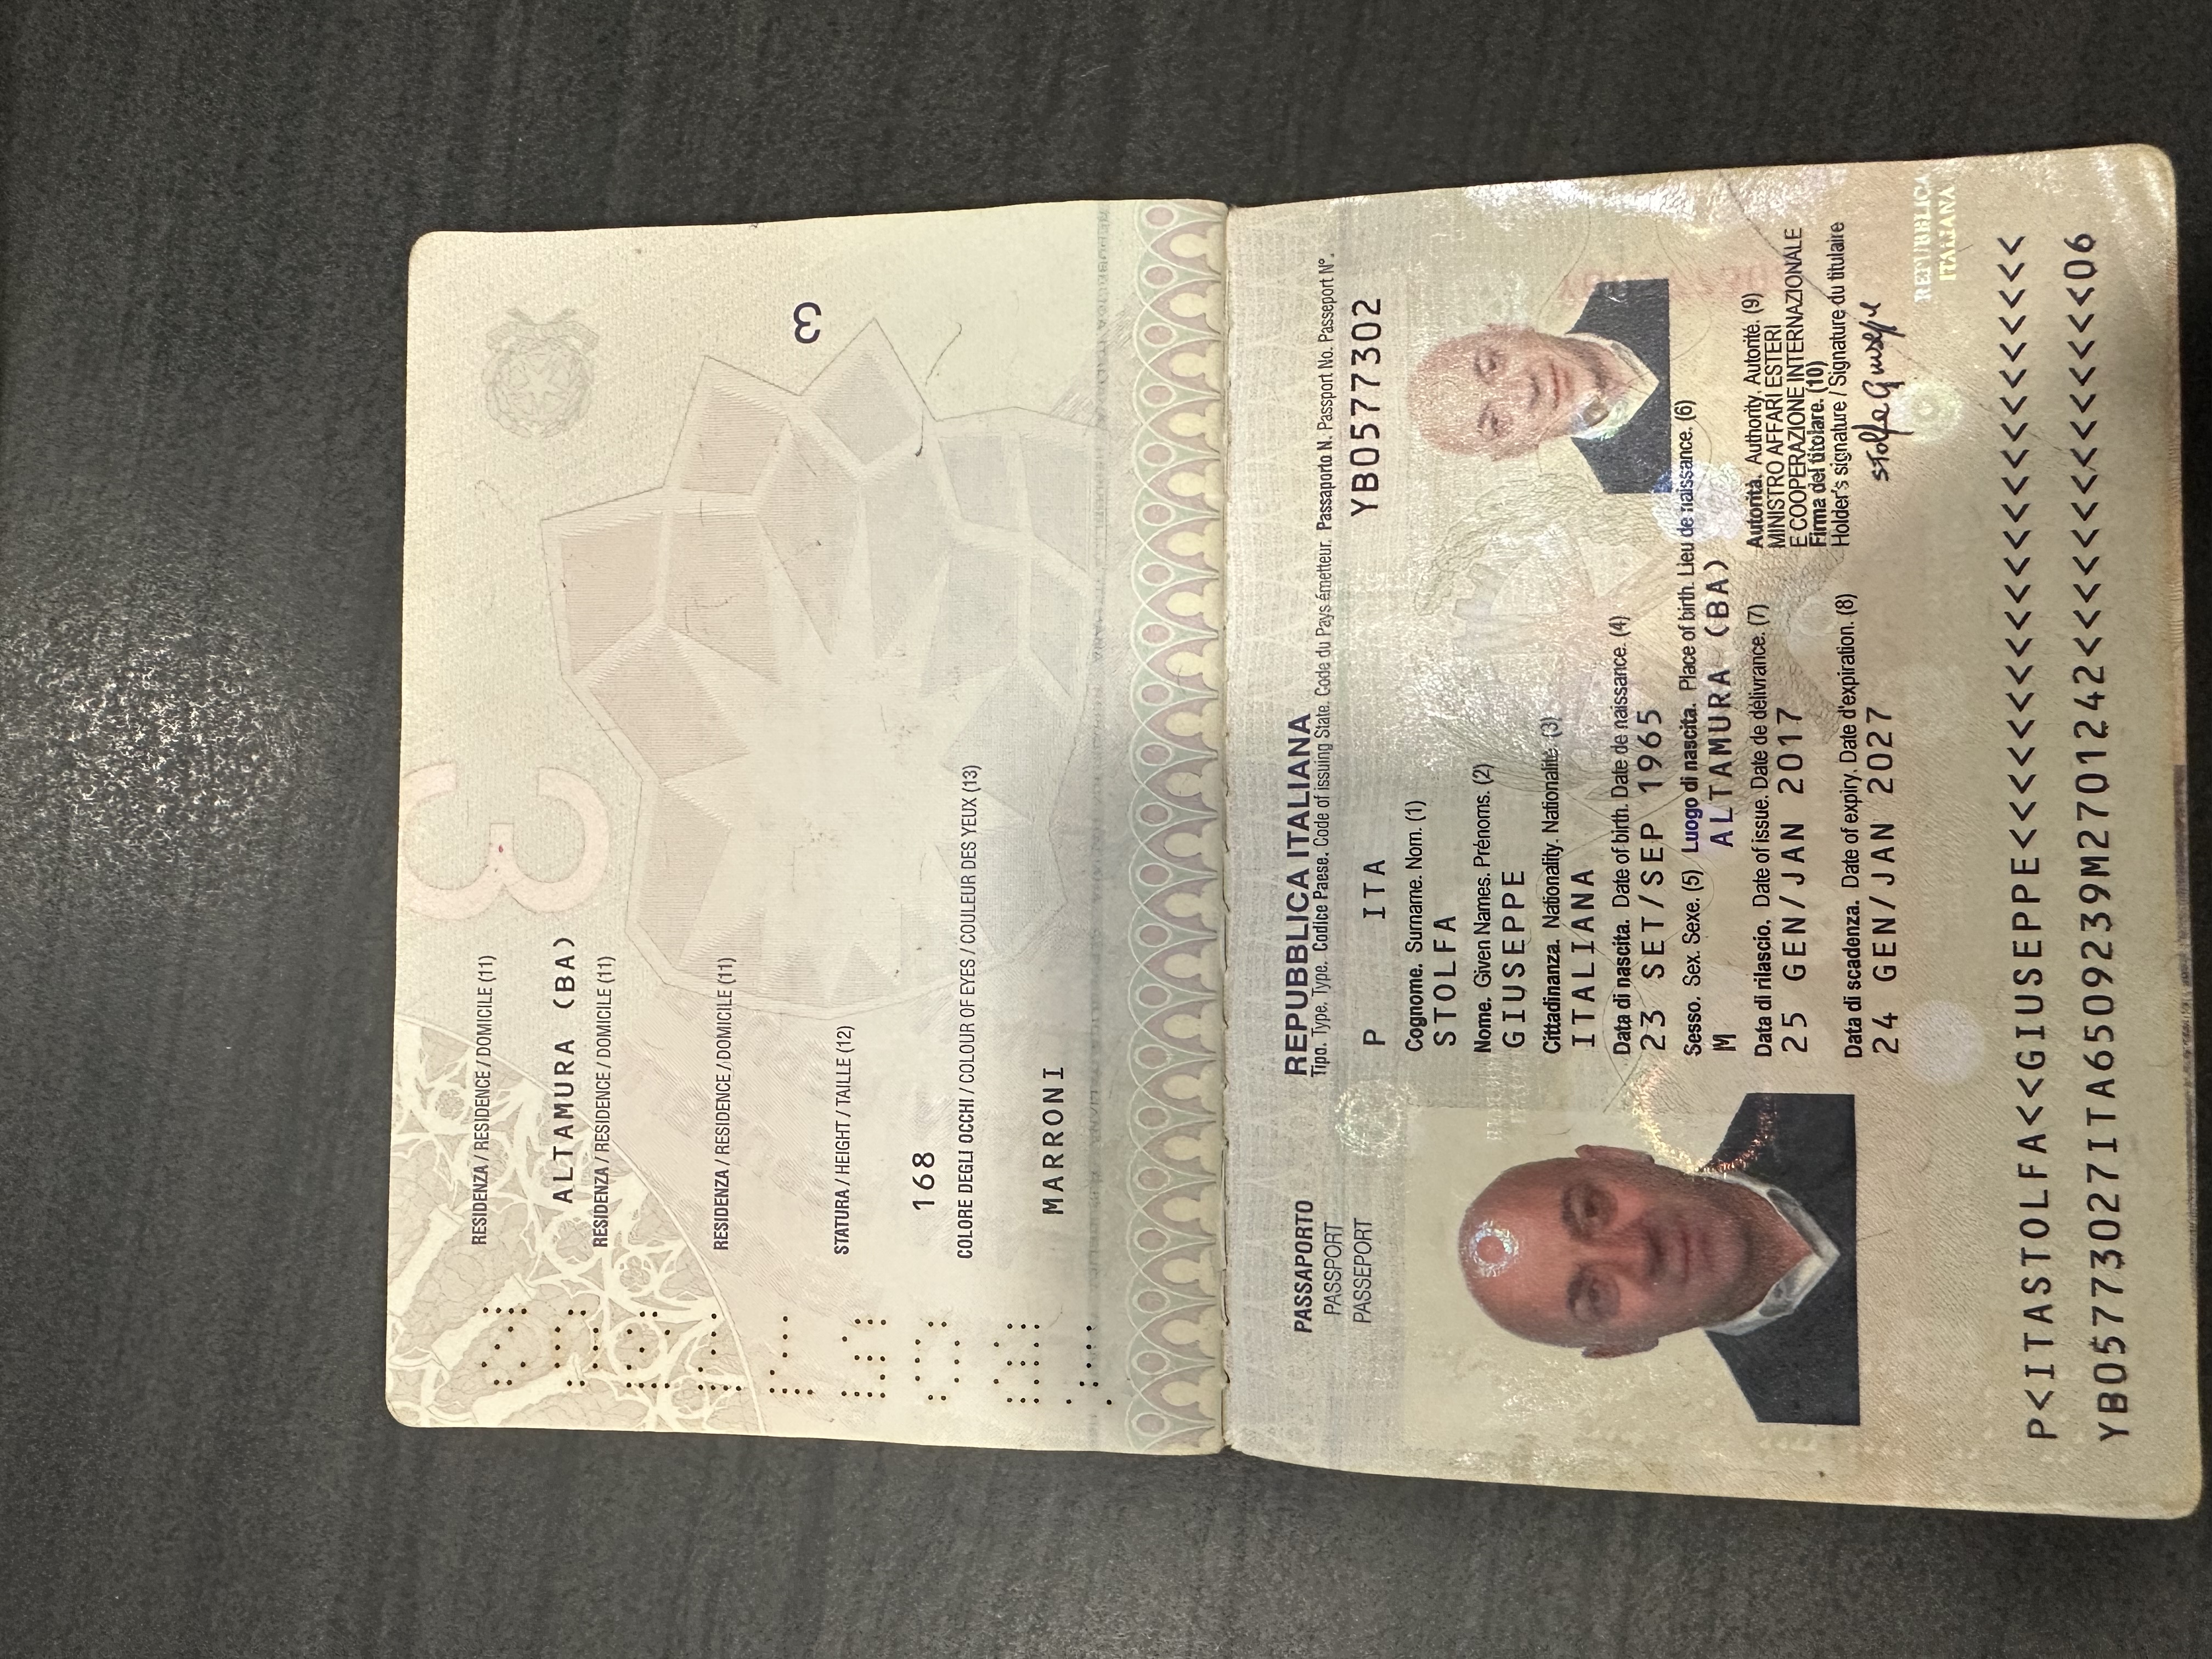 RESIDENZA / RESIDENCE / DOMICILE (11)
ALTAMURA (BA)
RESIDENZA / RESIDENCE / DOMICILE (11)
RESIDENZA / RESIDENCE / DOMICILE (11)
STATURA / HEIGHT / TAILLE (12)
168
COLORE DEGLI OCCHI / COLOUR OF EYES / COULEUR DES YEUX (13)
MARRONI
3
3
YB0577302
PASSAPORTO
PASSPORT
PASSEPORT
REPUBBLICA ITALIANA
Tipo. Type. Type. Codice Paese. Code of issuing State. Code du Pays émetteur. Passaporto N. Passport No. Passeport N°.
P ITA YB0577302
Cognome. Surname. Nom. (1)
STOLFA
Nome. Given Names. Prénoms. (2)
GIUSEPPE
Cittadinanza. Nationality. Nationalité. (3)
ITALIANA
Data di nascita. Date of birth. Date de naissance. (4)
23 SET/SEP 1965
Sesso. Sex. Sexe. (5) Luogo di nascita. Place of birth. Lieu de naissance. (6)
M ALTAMURA (BA)
Data di rilascio. Date of issue. Date de délivrance. (7)
25 GEN/JAN 2017
Autorità. Authority. Autorité. (9)
MINISTRO AFFARI ESTERI
E COOPERAZIONE INTERNAZIONALE
Firma del titolare. (10)
Holder's signature / Signature du titulaire
Stolfa Giuseppe
Data di scadenza. Date of expiry. Date d'expiration. (8)
24 GEN/JAN 2027
REPUBBLICA
ITALIANA
P<ITASTOLFA<<GIUSEPPE<<<<<<<<<<<<<<<<<<<<<<<
YB05773027ITA6509239M2701242<<<<<<<<<<<<<<06